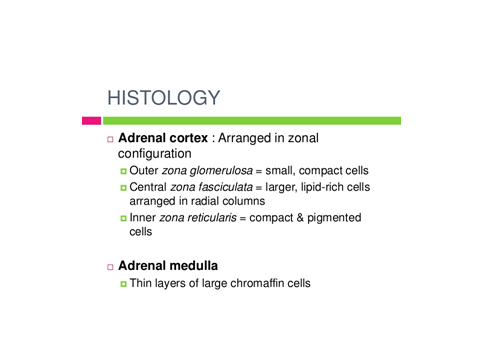 HISTOLOGY
Adrenal cortex : Arranged in zonal
configuration
Outer zona glomerulosa = small, compact cells
Central zona fasciculata = larger, lipid-rich cells
arranged in radial columns
Inner zona reticularis = compact & pigmented
cells
Adrenal medulla
Thin layers of large chromaffin cells